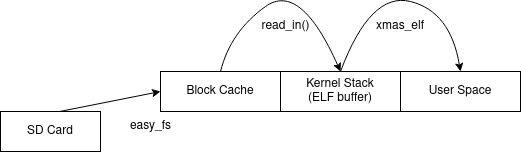 read_in()
xmas_elf
Block Cache
Kernel Stack
(ELF buffer)
User Space
SD Card
easy_fs